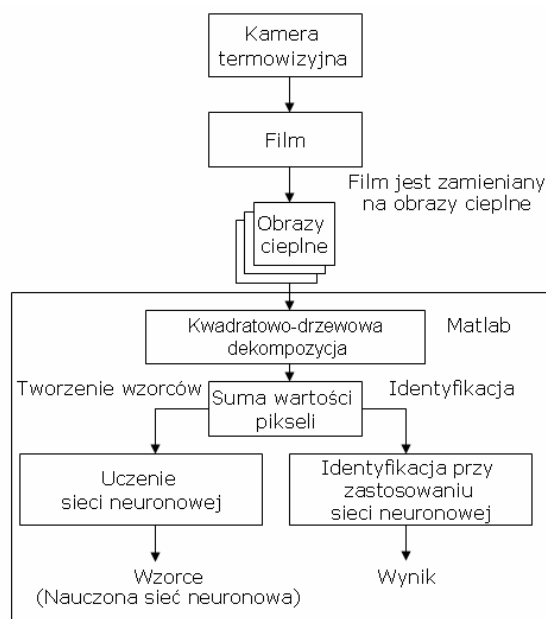 Kamera
termowizyjna
Film
Film jest zamieniany
na obrazy cieplne
Obrazy
cieplne
Kwadratowo-drzewowa
dekompozycja
Matlab
Tworzenie wzorców
Suma wartości
pikseli
Identyfikacja
Uczenie
sieci neuronowej
Identyfikacja przy
zastosowaniu
sieci neuronowej
Wzorce
(Nauczona sieć neuronowa)
Wynik